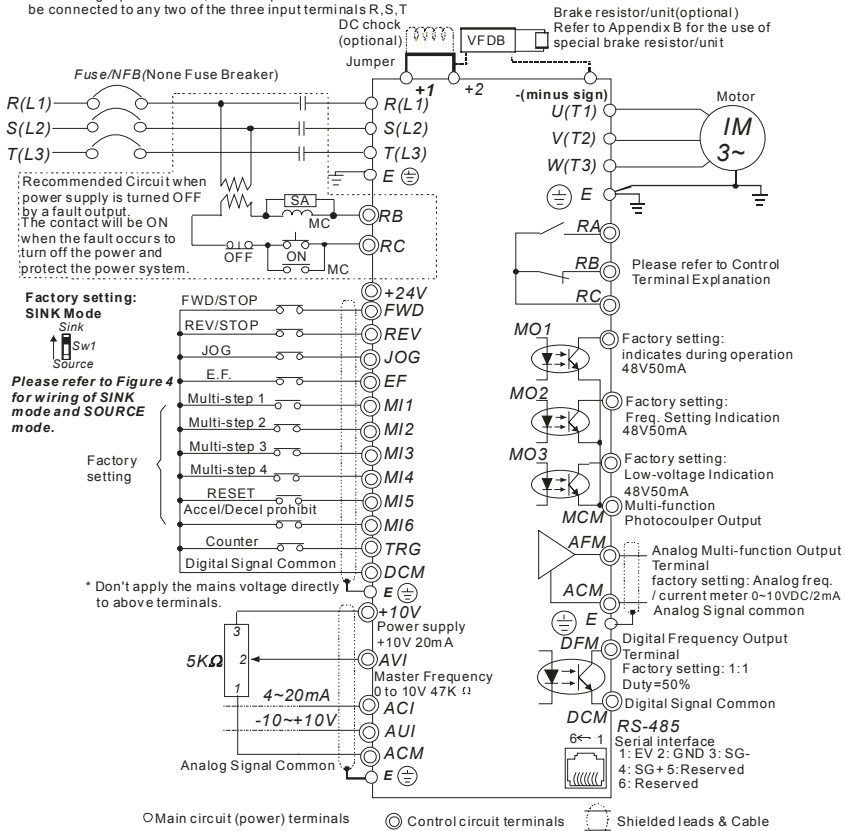 be connected to any two of the three input terminals R,S,T
DC chock
(optional)
Jumper
VFDB
Brake resistor/unit(optional)
Refer to Appendix B for the use of
special brake resistor/unit
Fuse/NFB(None Fuse Breaker)
+1
+2
-(minus sign)
R(L1)
S(L2)
T(L3)
R(L1)
S(L2)
T(L3)
E
Recommended Circuit when
power supply is turned OFF
by a fault output.
The contact will be ON
when the fault occurs to
turn off the power and
protect the power system.
SA
MC
RB
OFF
ON
MC
RC
U(T1)
V(T2)
W(T3)
E
Motor
IM
3~
RA
RB
RC
Please refer to Control
Terminal Explanation
Factory setting:
SINK Mode
Sink
Sw1
Source
Please refer to Figure 4
for wiring of SINK
mode and SOURCE
mode.
Factory
setting
+24V
FWD/STOP
FWD
REV/STOP
REV
JOG
JOG
E.F.
EF
Multi-step 1
MI1
Multi-step 2
MI2
Multi-step 3
MI3
Multi-step 4
MI4
RESET
MI5
Accel/Decel prohibit
MI6
Counter
TRG
Digital Signal Common
DCM
E
* Don't apply the mains voltage directly
to above terminals.
+10V
Power supply
+10V 20mA
3
2
1
5KΩ
AVI
Master Frequency
0 to 10V 47K Ω
4~20mA
ACI
-10~+10V
AUI
ACM
Analog Signal Common
E
MO1
Factory setting:
indicates during operation
48V50mA
MO2
Factory setting:
Freq. Setting Indication
48V50mA
MO3
Factory setting:
Low-voltage Indication
48V50mA
MCM
Multi-function
Photocoulper Output
AFM
Analog Multi-function Output
Terminal
factory setting: Analog freq.
/ current meter 0~10VDC/2mA
ACM
Analog Signal common
E
DFM
Digital Frequency Output
Terminal
Factory setting: 1:1
Duty=50%
DCM
Digital Signal Common
RS-485
Serial interface
6← 1
1: EV 2: GND 3: SG-
4: SG+ 5:Reserved
6: Reserved
Main circuit (power) terminals
Control circuit terminals
Shielded leads & Cable